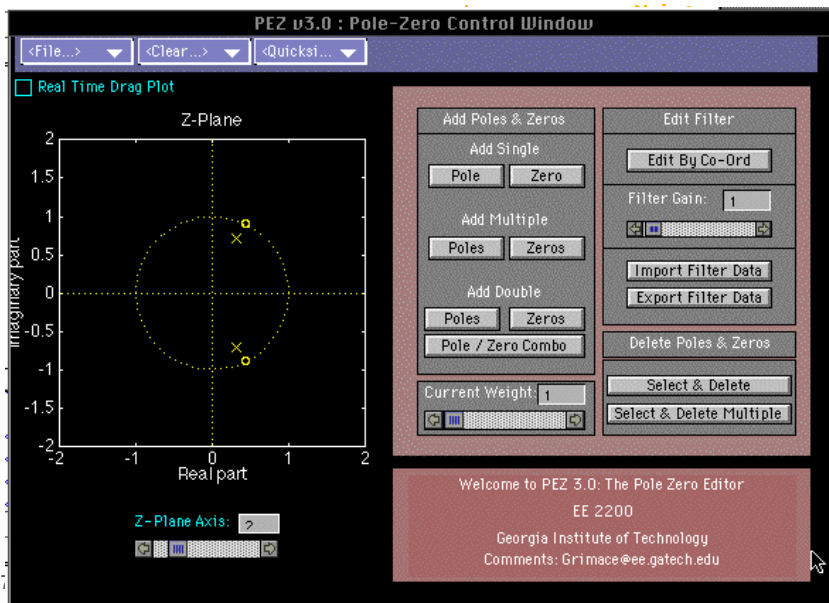 PEZ v3.0 : Pole-Zero Control Window
<File...> <Clear...> <Quicksi...
Real Time Drag Plot
Z-Plane
2
1.5
1
0.5
0
-0.5
-1
-1.5
-2
-2 -1 0 1 2
Imaginary part
Real part
Z-Plane Axis: 2
Add Poles & Zeros
Add Single
Pole Zero
Add Multiple
Poles Zeros
Add Double
Poles Zeros
Pole / Zero Combo
Current Weight: 1
Edit Filter
Edit By Co-Ord
Filter Gain: 1
Import Filter Data
Export Filter Data
Delete Poles & Zeros
Select & Delete
Select & Delete Multiple
Welcome to PEZ 3.0: The Pole Zero Editor
EE 2200
Georgia Institute of Technology
Comments: Grimace@ee.gatech.edu